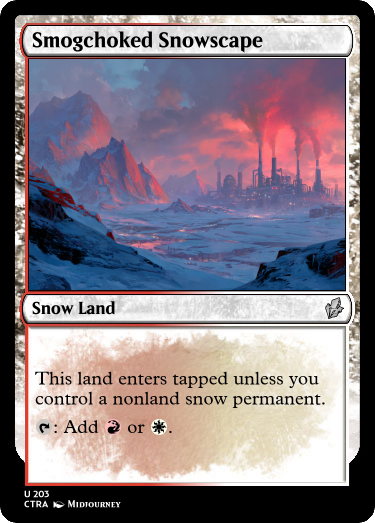 Smogchoked Snowscape
Snow Land
This land enters tapped unless you
control a nonland snow permanent.
: Add or .
U 203
CTRA Midjourney